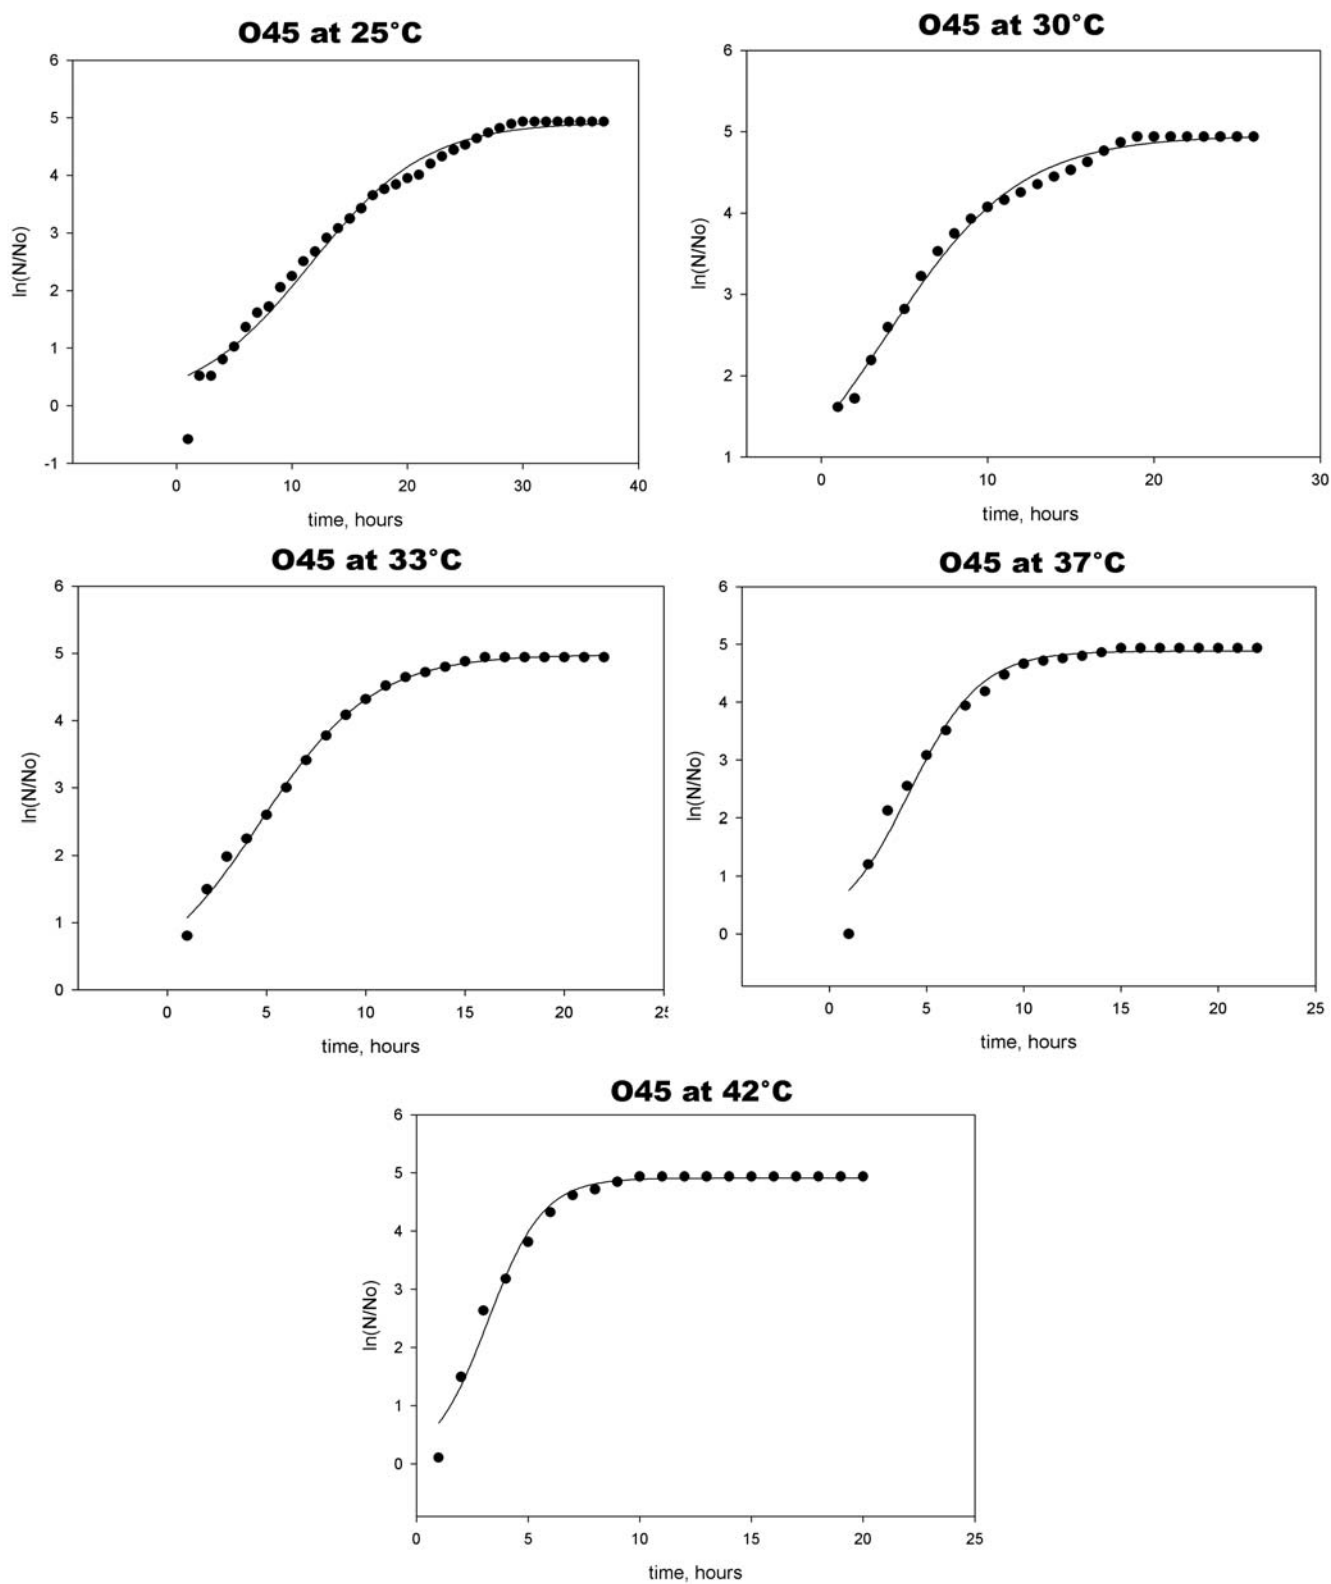 O45 at 25°C
6
5
4
3
2
1
0
-1
ln(N/No)
0 10 20 30 40
time, hours
O45 at 30°C
6
5
4
3
2
1
ln(N/No)
0 10 20 30
time, hours
O45 at 33°C
6
5
4
3
2
1
0
ln(N/No)
0 5 10 15 20 25
time, hours
O45 at 37°C
6
5
4
3
2
1
0
ln(N/No)
0 5 10 15 20 25
time, hours
O45 at 42°C
6
5
4
3
2
1
0
ln(N/No)
0 5 10 15 20 25
time, hours